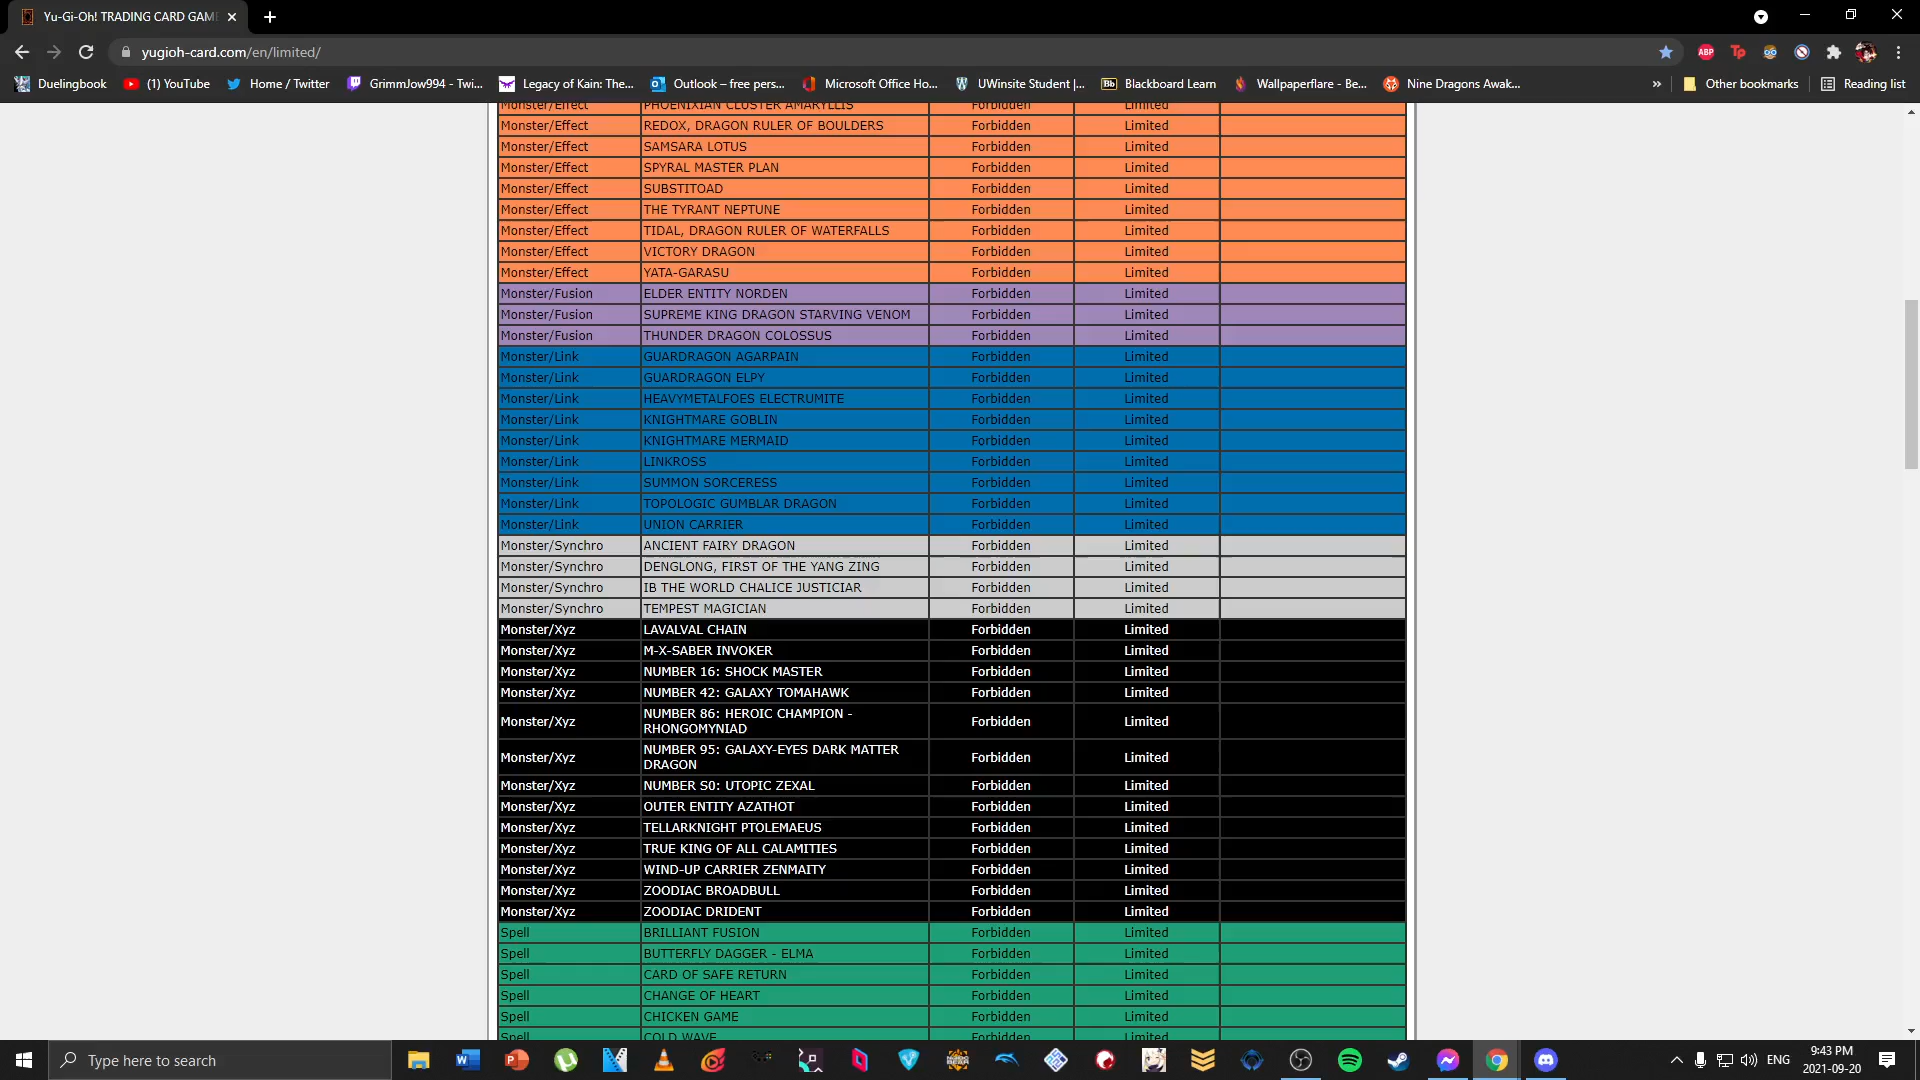 Yu-Gi-Oh! TRADING CARD GAM
yugioh-card.com/en/limited/
ABP
Duelingbook
(1) YouTube
Home / Twitter
GrimmJow994 - Twi...
Legacy of Kain: The...
Outlook – free pers...
Microsoft Office Ho...
UWinsite Student |...
Bb Blackboard Learn
Wallpaperflare - Be...
Nine Dragons Awak...
»
Other bookmarks
Reading list
Monster/Effect PHOENIXIAN CLUSTER AMARYLLIS Forbidden Limited
Monster/Effect REDOX, DRAGON RULER OF BOULDERS Forbidden Limited
Monster/Effect SAMSARA LOTUS Forbidden Limited
Monster/Effect SPYRAL MASTER PLAN Forbidden Limited
Monster/Effect SUBSTITOAD Forbidden Limited
Monster/Effect THE TYRANT NEPTUNE Forbidden Limited
Monster/Effect TIDAL, DRAGON RULER OF WATERFALLS Forbidden Limited
Monster/Effect VICTORY DRAGON Forbidden Limited
Monster/Effect YATA-GARASU Forbidden Limited
Monster/Fusion ELDER ENTITY NORDEN Forbidden Limited
Monster/Fusion SUPREME KING DRAGON STARVING VENOM Forbidden Limited
Monster/Fusion THUNDER DRAGON COLOSSUS Forbidden Limited
Monster/Link GUARDRAGON AGARPAIN Forbidden Limited
Monster/Link GUARDRAGON ELPY Forbidden Limited
Monster/Link HEAVYMETALFOES ELECTRUMITE Forbidden Limited
Monster/Link KNIGHTMARE GOBLIN Forbidden Limited
Monster/Link KNIGHTMARE MERMAID Forbidden Limited
Monster/Link LINKROSS Forbidden Limited
Monster/Link SUMMON SORCERESS Forbidden Limited
Monster/Link TOPOLOGIC GUMBLAR DRAGON Forbidden Limited
Monster/Link UNION CARRIER Forbidden Limited
Monster/Synchro ANCIENT FAIRY DRAGON Forbidden Limited
Monster/Synchro DENGLONG, FIRST OF THE YANG ZING Forbidden Limited
Monster/Synchro IB THE WORLD CHALICE JUSTICIAR Forbidden Limited
Monster/Synchro TEMPEST MAGICIAN Forbidden Limited
Monster/Xyz LAVALVAL CHAIN Forbidden Limited
Monster/Xyz M-X-SABER INVOKER Forbidden Limited
Monster/Xyz NUMBER 16: SHOCK MASTER Forbidden Limited
Monster/Xyz NUMBER 42: GALAXY TOMAHAWK Forbidden Limited
Monster/Xyz NUMBER 86: HEROIC CHAMPION -
RHONGOMYNIAD Forbidden Limited
Monster/Xyz NUMBER 95: GALAXY-EYES DARK MATTER
DRAGON Forbidden Limited
Monster/Xyz NUMBER S0: UTOPIC ZEXAL Forbidden Limited
Monster/Xyz OUTER ENTITY AZATHOT Forbidden Limited
Monster/Xyz TELLARKNIGHT PTOLEMAEUS Forbidden Limited
Monster/Xyz TRUE KING OF ALL CALAMITIES Forbidden Limited
Monster/Xyz WIND-UP CARRIER ZENMAITY Forbidden Limited
Monster/Xyz ZOODIAC BROADBULL Forbidden Limited
Monster/Xyz ZOODIAC DRIDENT Forbidden Limited
Spell BRILLIANT FUSION Forbidden Limited
Spell BUTTERFLY DAGGER - ELMA Forbidden Limited
Spell CARD OF SAFE RETURN Forbidden Limited
Spell CHANGE OF HEART Forbidden Limited
Spell CHICKEN GAME Forbidden Limited
Spell COLD WAVE Forbidden Limited
Type here to search
ENG
9:43 PM
2021-09-20